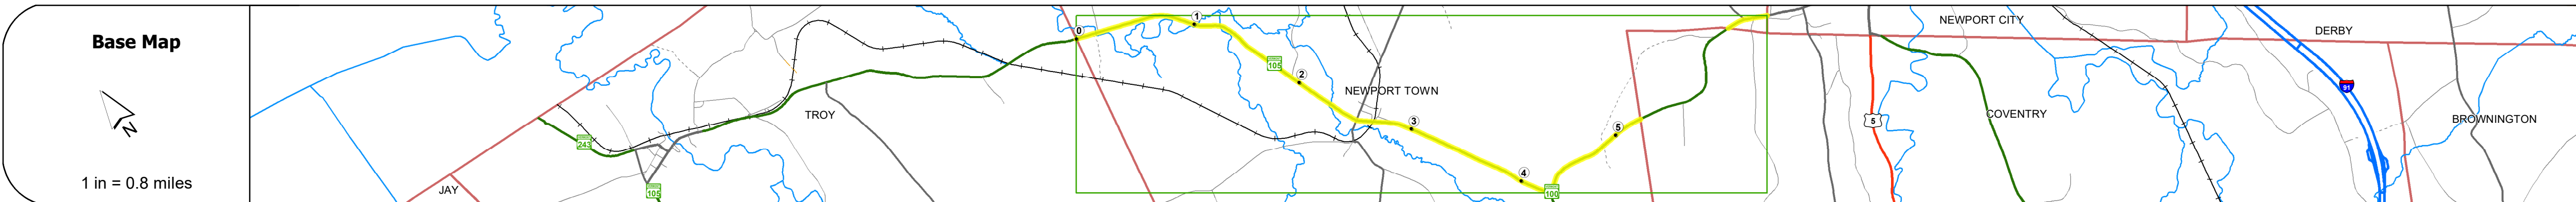 Base Map
N
1 in = 0.8 miles
JAY
243
105
TROY
0
1
105
2
NEWPORT TOWN
3
4
100
5
5
NEWPORT CITY
COVENTRY
DERBY
91
BROWNINGTON